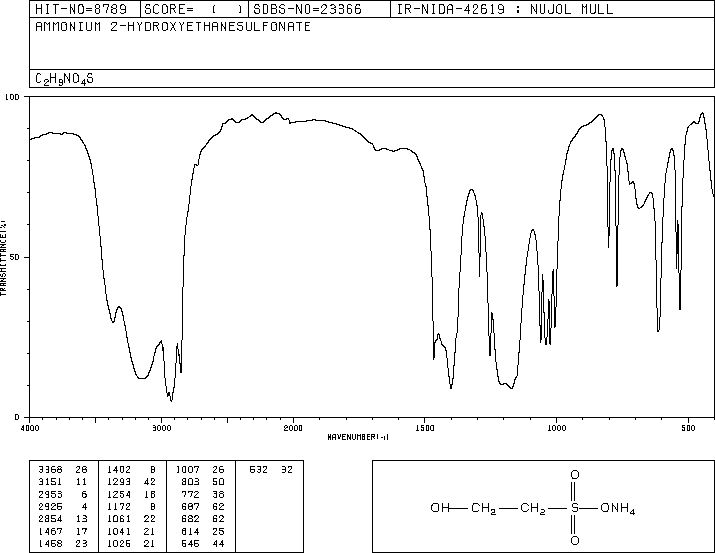 HIT-NO=8789 SCORE= ( ) SDBS-NO=23366 IR-NIDA-42619 : NUJOL MULL
AMMONIUM 2-HYDROXYETHANESULFONATE
C2H9NO4S
100
50
0
TRANSMITTANCE(%)
4000 3000 2000 1500 1000 500
WAVENUMBER(-1)
3368 28 1402 8 1007 26 532 32
3151 11 1293 42 803 50
2953 6 1254 18 772 38
2925 4 1172 8 697 62
2854 13 1061 22 682 62
1467 17 1041 21 614 25
1458 23 1026 21 545 44
OH CH2 CH2 S ONH4
O
O